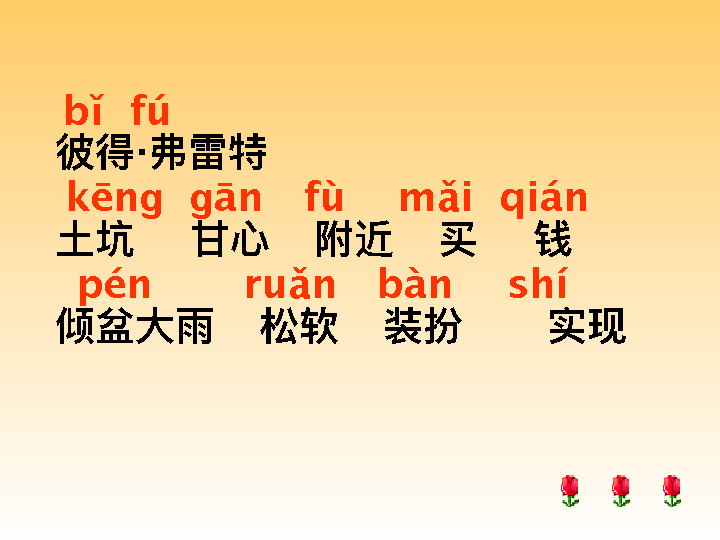 bǐ fú
彼得·弗雷特
kēng gān fù mǎi qián
土坑 甘心 附近 买 钱
pén ruǎn bàn shí
倾盆大雨 松软 装扮 实现